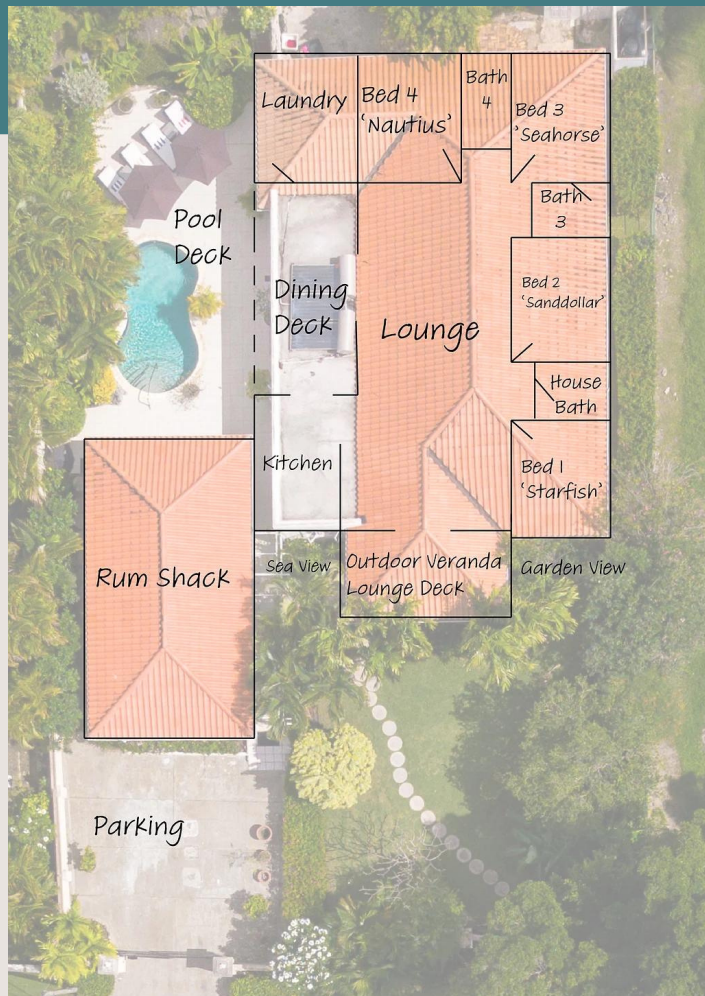 Laundry
Bed 4
'Nautius'
Bath
4
Bed 3
'Seahorse'
Bath
3
Pool
Deck
Dining
Deck
Lounge
Bed 2
'Sanddollar'
House
Bath
Kitchen
Bed 1
'Starfish'
Rum Shack
Sea View
Outdoor Veranda
Lounge Deck
Garden View
Parking